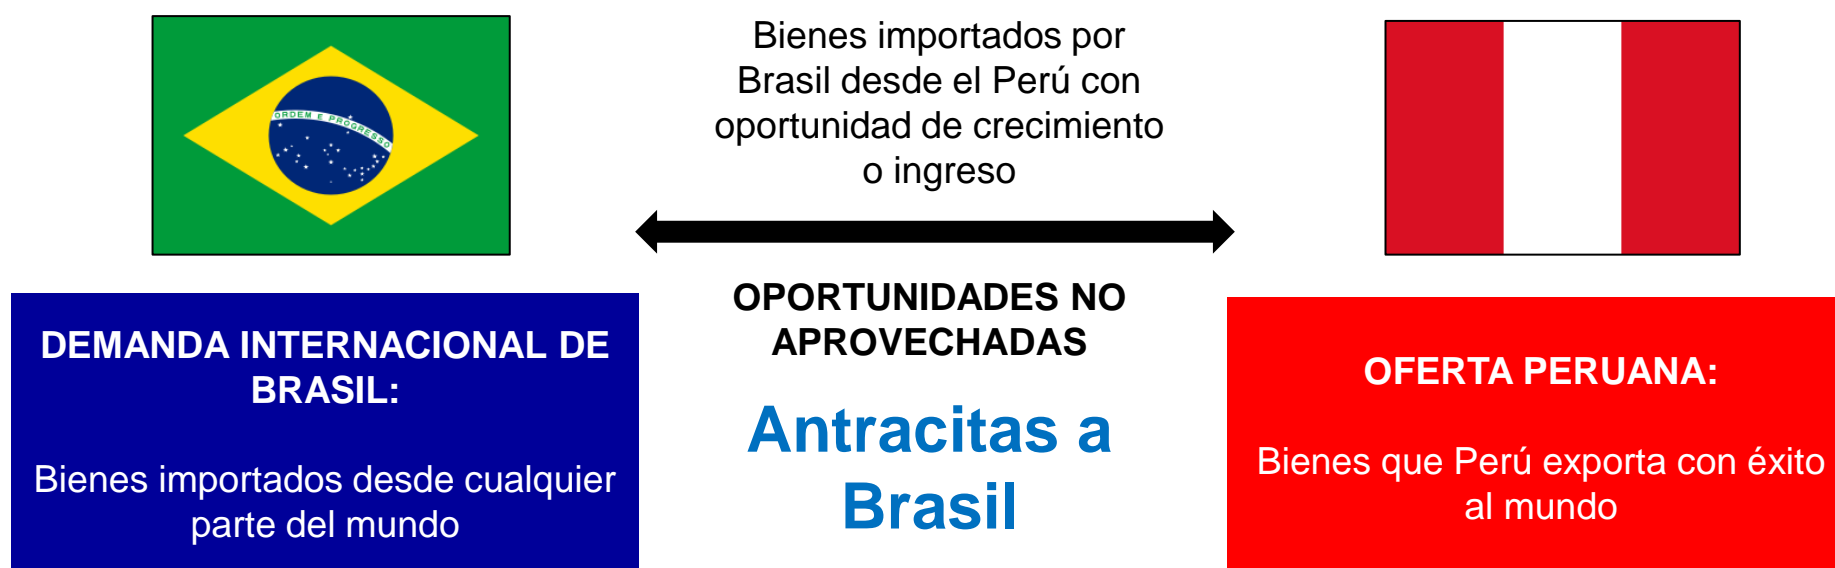 ORDEM E PROGRESSO
Bienes importados por
Brasil desde el Perú con
oportunidad de crecimiento
o ingreso
OPORTUNIDADES NO
APROVECHADAS
Antracitas a
Brasil
DEMANDA INTERNACIONAL DE
BRASIL:
Bienes importados desde cualquier
parte del mundo
OFERTA PERUANA:
Bienes que Perú exporta con éxito
al mundo